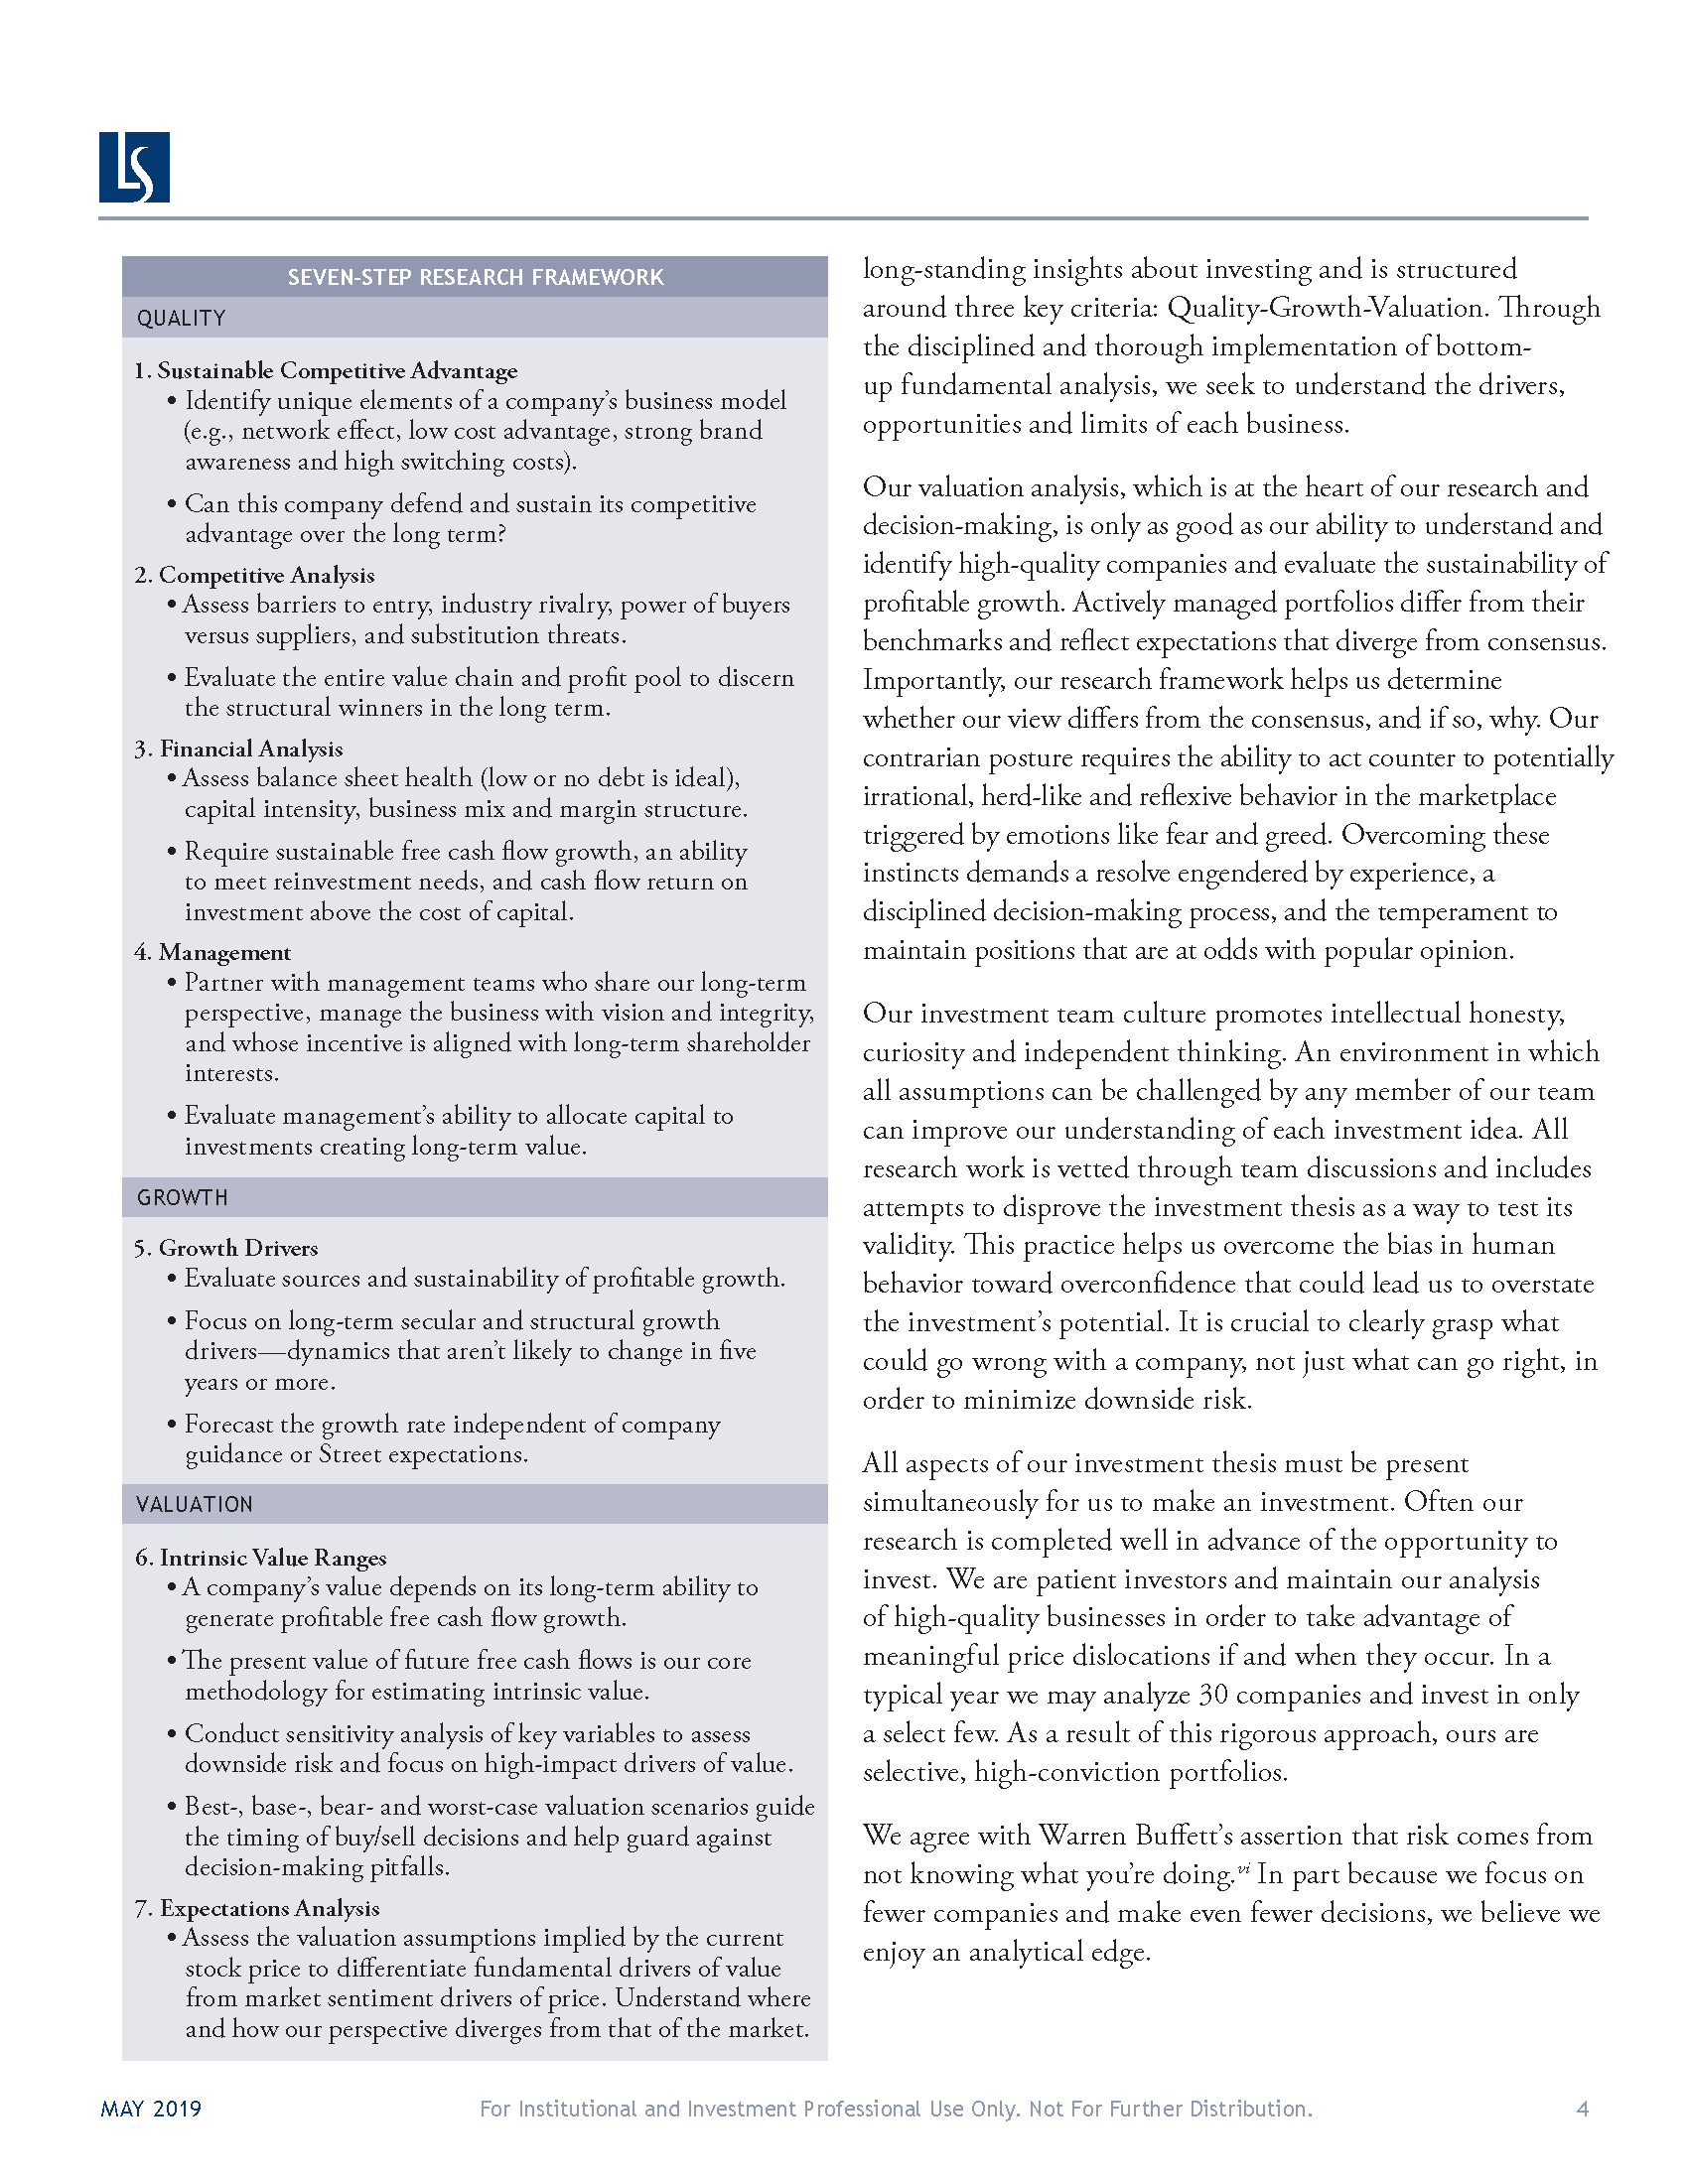 LS
SEVEN-STEP RESEARCH FRAMEWORK
QUALITY
1. Sustainable Competitive Advantage
• Identify unique elements of a company’s business model
(e.g., network effect, low cost advantage, strong brand
awareness and high switching costs).
• Can this company defend and sustain its competitive
advantage over the long term?
2. Competitive Analysis
• Assess barriers to entry, industry rivalry, power of buyers
versus suppliers, and substitution threats.
• Evaluate the entire value chain and profit pool to discern
the structural winners in the long term.
3. Financial Analysis
• Assess balance sheet health (low or no debt is ideal),
capital intensity, business mix and margin structure.
• Require sustainable free cash flow growth, an ability
to meet reinvestment needs, and cash flow return on
investment above the cost of capital.
4. Management
• Partner with management teams who share our long-term
perspective, manage the business with vision and integrity,
and whose incentive is aligned with long-term shareholder
interests.
• Evaluate management’s ability to allocate capital to
investments creating long-term value.
GROWTH
5. Growth Drivers
• Evaluate sources and sustainability of profitable growth.
• Focus on long-term secular and structural growth
drivers—dynamics that aren’t likely to change in five
years or more.
• Forecast the growth rate independent of company
guidance or Street expectations.
VALUATION
6. Intrinsic Value Ranges
• A company’s value depends on its long-term ability to
generate profitable free cash flow growth.
• The present value of future free cash flows is our core
methodology for estimating intrinsic value.
• Conduct sensitivity analysis of key variables to assess
downside risk and focus on high-impact drivers of value.
• Best-, base-, bear- and worst-case valuation scenarios guide
the timing of buy/sell decisions and help guard against
decision-making pitfalls.
7. Expectations Analysis
• Assess the valuation assumptions implied by the current
stock price to differentiate fundamental drivers of value
from market sentiment drivers of price. Understand where
and how our perspective diverges from that of the market.
long-standing insights about investing and is structured
around three key criteria: Quality-Growth-Valuation. Through
the disciplined and thorough implementation of bottom-
up fundamental analysis, we seek to understand the drivers,
opportunities and limits of each business.
Our valuation analysis, which is at the heart of our research and
decision-making, is only as good as our ability to understand and
identify high-quality companies and evaluate the sustainability of
profitable growth. Actively managed portfolios differ from their
benchmarks and reflect expectations that diverge from consensus.
Importantly, our research framework helps us determine
whether our view differs from the consensus, and if so, why. Our
contrarian posture requires the ability to act counter to potentially
irrational, herd-like and reflexive behavior in the marketplace
triggered by emotions like fear and greed. Overcoming these
instincts demands a resolve engendered by experience, a
disciplined decision-making process, and the temperament to
maintain positions that are at odds with popular opinion.
Our investment team culture promotes intellectual honesty,
curiosity and independent thinking. An environment in which
all assumptions can be challenged by any member of our team
can improve our understanding of each investment idea. All
research work is vetted through team discussions and includes
attempts to disprove the investment thesis as a way to test its
validity. This practice helps us overcome the bias in human
behavior toward overconfidence that could lead us to overstate
the investment’s potential. It is crucial to clearly grasp what
could go wrong with a company, not just what can go right, in
order to minimize downside risk.
All aspects of our investment thesis must be present
simultaneously for us to make an investment. Often our
research is completed well in advance of the opportunity to
invest. We are patient investors and maintain our analysis
of high-quality businesses in order to take advantage of
meaningful price dislocations if and when they occur. In a
typical year we may analyze 30 companies and invest in only
a select few. As a result of this rigorous approach, ours are
selective, high-conviction portfolios.
We agree with Warren Buffett’s assertion that risk comes from
not knowing what you’re doing.vi In part because we focus on
fewer companies and make even fewer decisions, we believe we
enjoy an analytical edge.
MAY 2019
For Institutional and Investment Professional Use Only. Not For Further Distribution.
4